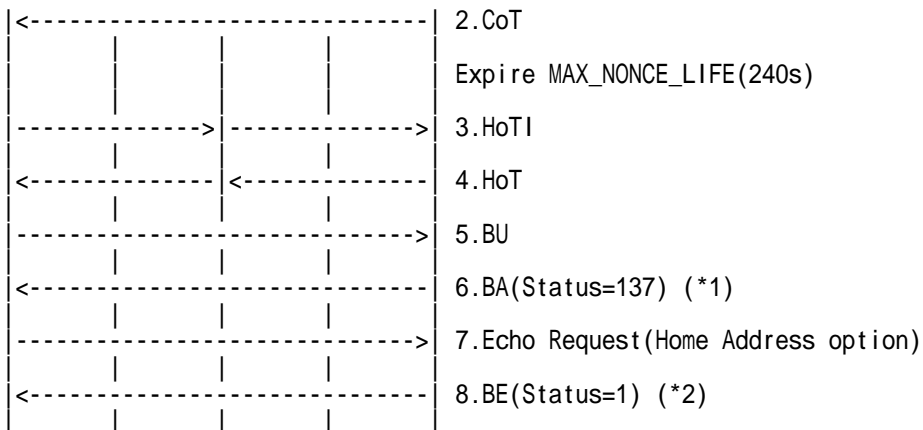 |<------------------------------| 2.CoT
| | | | |
| | | | | Expire MAX_NONCE_LIFE(240s)
| | | | |
|-------------->|-------------->| 3.HoTI
| | | | |
|<--------------|<--------------| 4.HoT
| | | | |
|------------------------------>| 5.BU
| | | | |
|<------------------------------| 6.BA(Status=137) (*1)
| | | | |
|------------------------------>| 7.Echo Request(Home Address option)
| | | | |
|<------------------------------| 8.BE(Status=1) (*2)
| | | | |